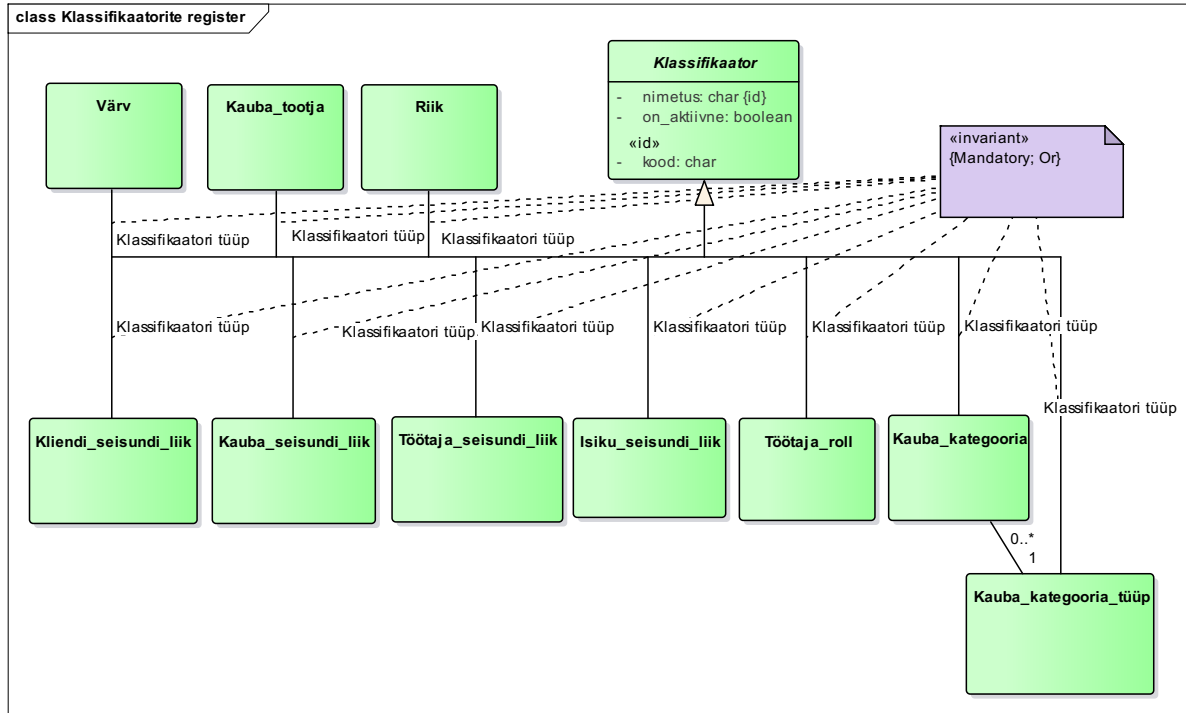 class Klassifikaatorite register
Värv
Kauba_tootja
Riik
Klassifikaator
- nimetus: char {id}
- on_aktiivne: boolean
«id»
- kood: char
«invariant»
{Mandatory; Or}
Klassifikaatori tüüp
Klassifikaatori tüüp
Klassifikaatori tüüp
Klassifikaatori tüüp
Klassifikaatori tüüp
Klassifikaatori tüüp
Klassifikaatori tüüp
Klassifikaatori tüüp
Klassifikaatori tüüp
Klassifikaatori tüüp
Kliendi_seisundi_liik
Kauba_seisundi_liik
Töötaja_seisundi_liik
Isiku_seisundi_liik
Töötaja_roll
Kauba_kategooria
0..*
1
Kauba_kategooria_tüüp